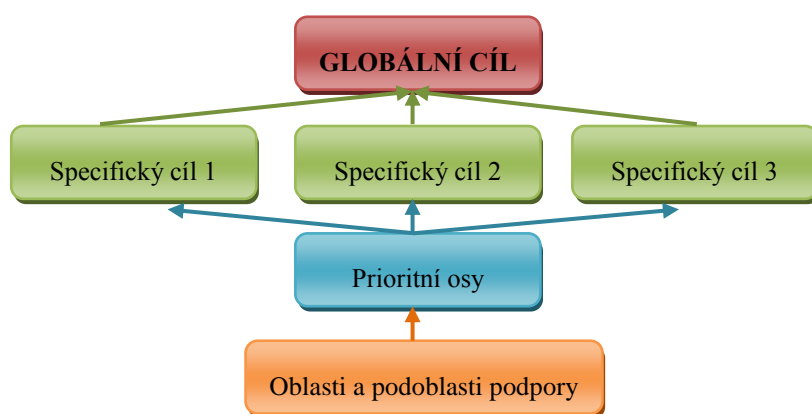 GLOBÁLNÍ CÍL
Specifický cíl 1
Specifický cíl 2
Specifický cíl 3
Prioritní osy
Oblasti a podoblasti podpory